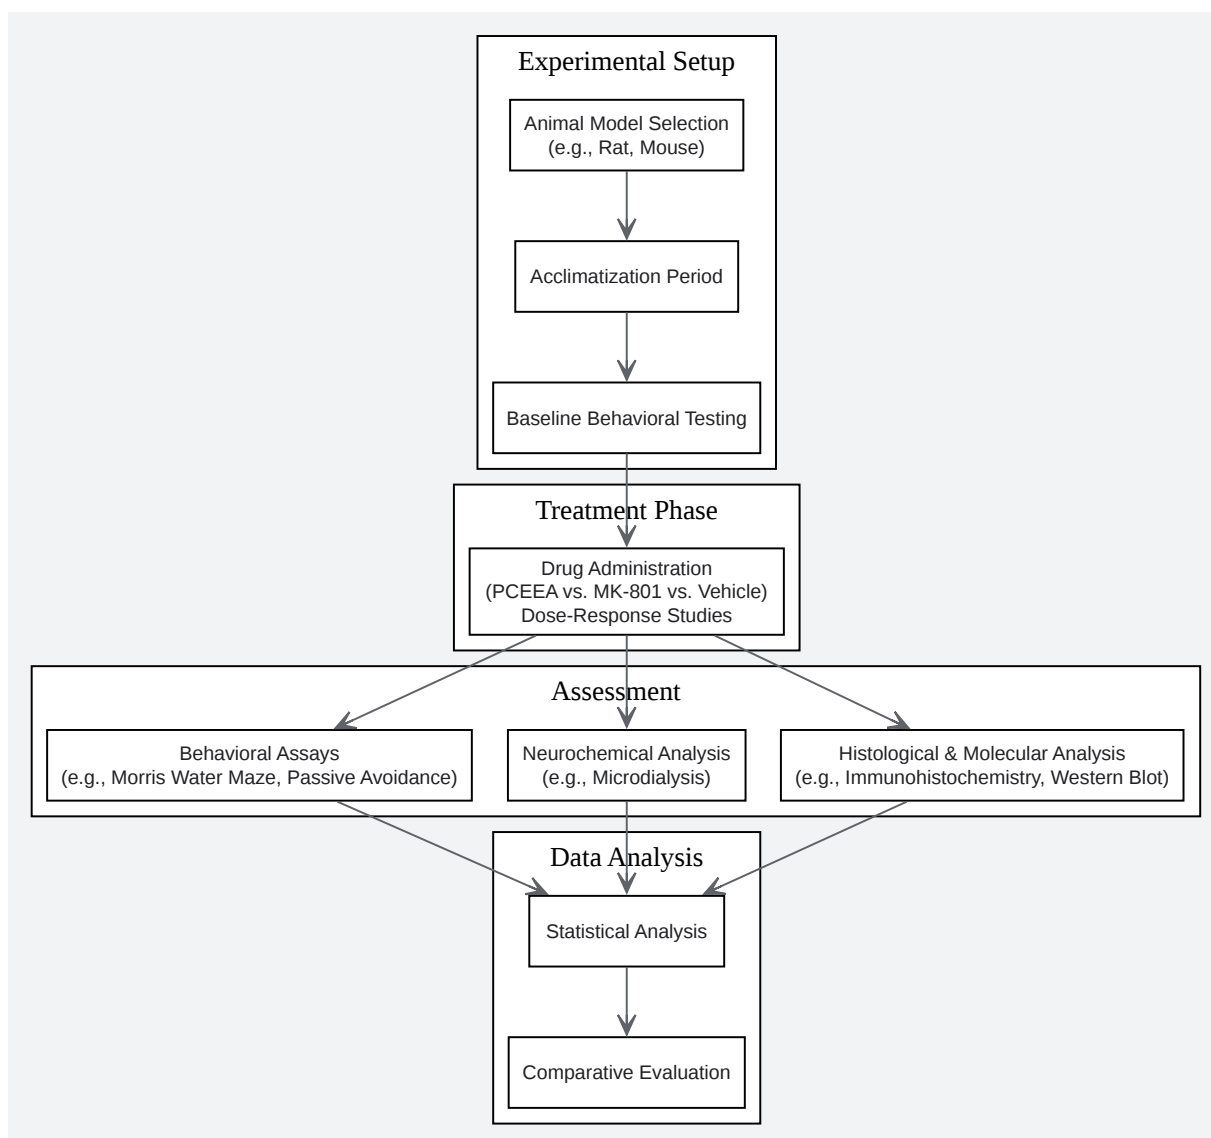 Experimental Setup
Animal Model Selection
(e.g., Rat, Mouse)
Acclimatization Period
Baseline Behavioral Testing
Treatment Phase
Drug Administration
(PCEEA vs. MK-801 vs. Vehicle)
Dose-Response Studies
Assessment
Behavioral Assays
(e.g., Morris Water Maze, Passive Avoidance)
Neurochemical Analysis
(e.g., Microdialysis)
Histological & Molecular Analysis
(e.g., Immunohistochemistry, Western Blot)
Data Analysis
Statistical Analysis
Comparative Evaluation